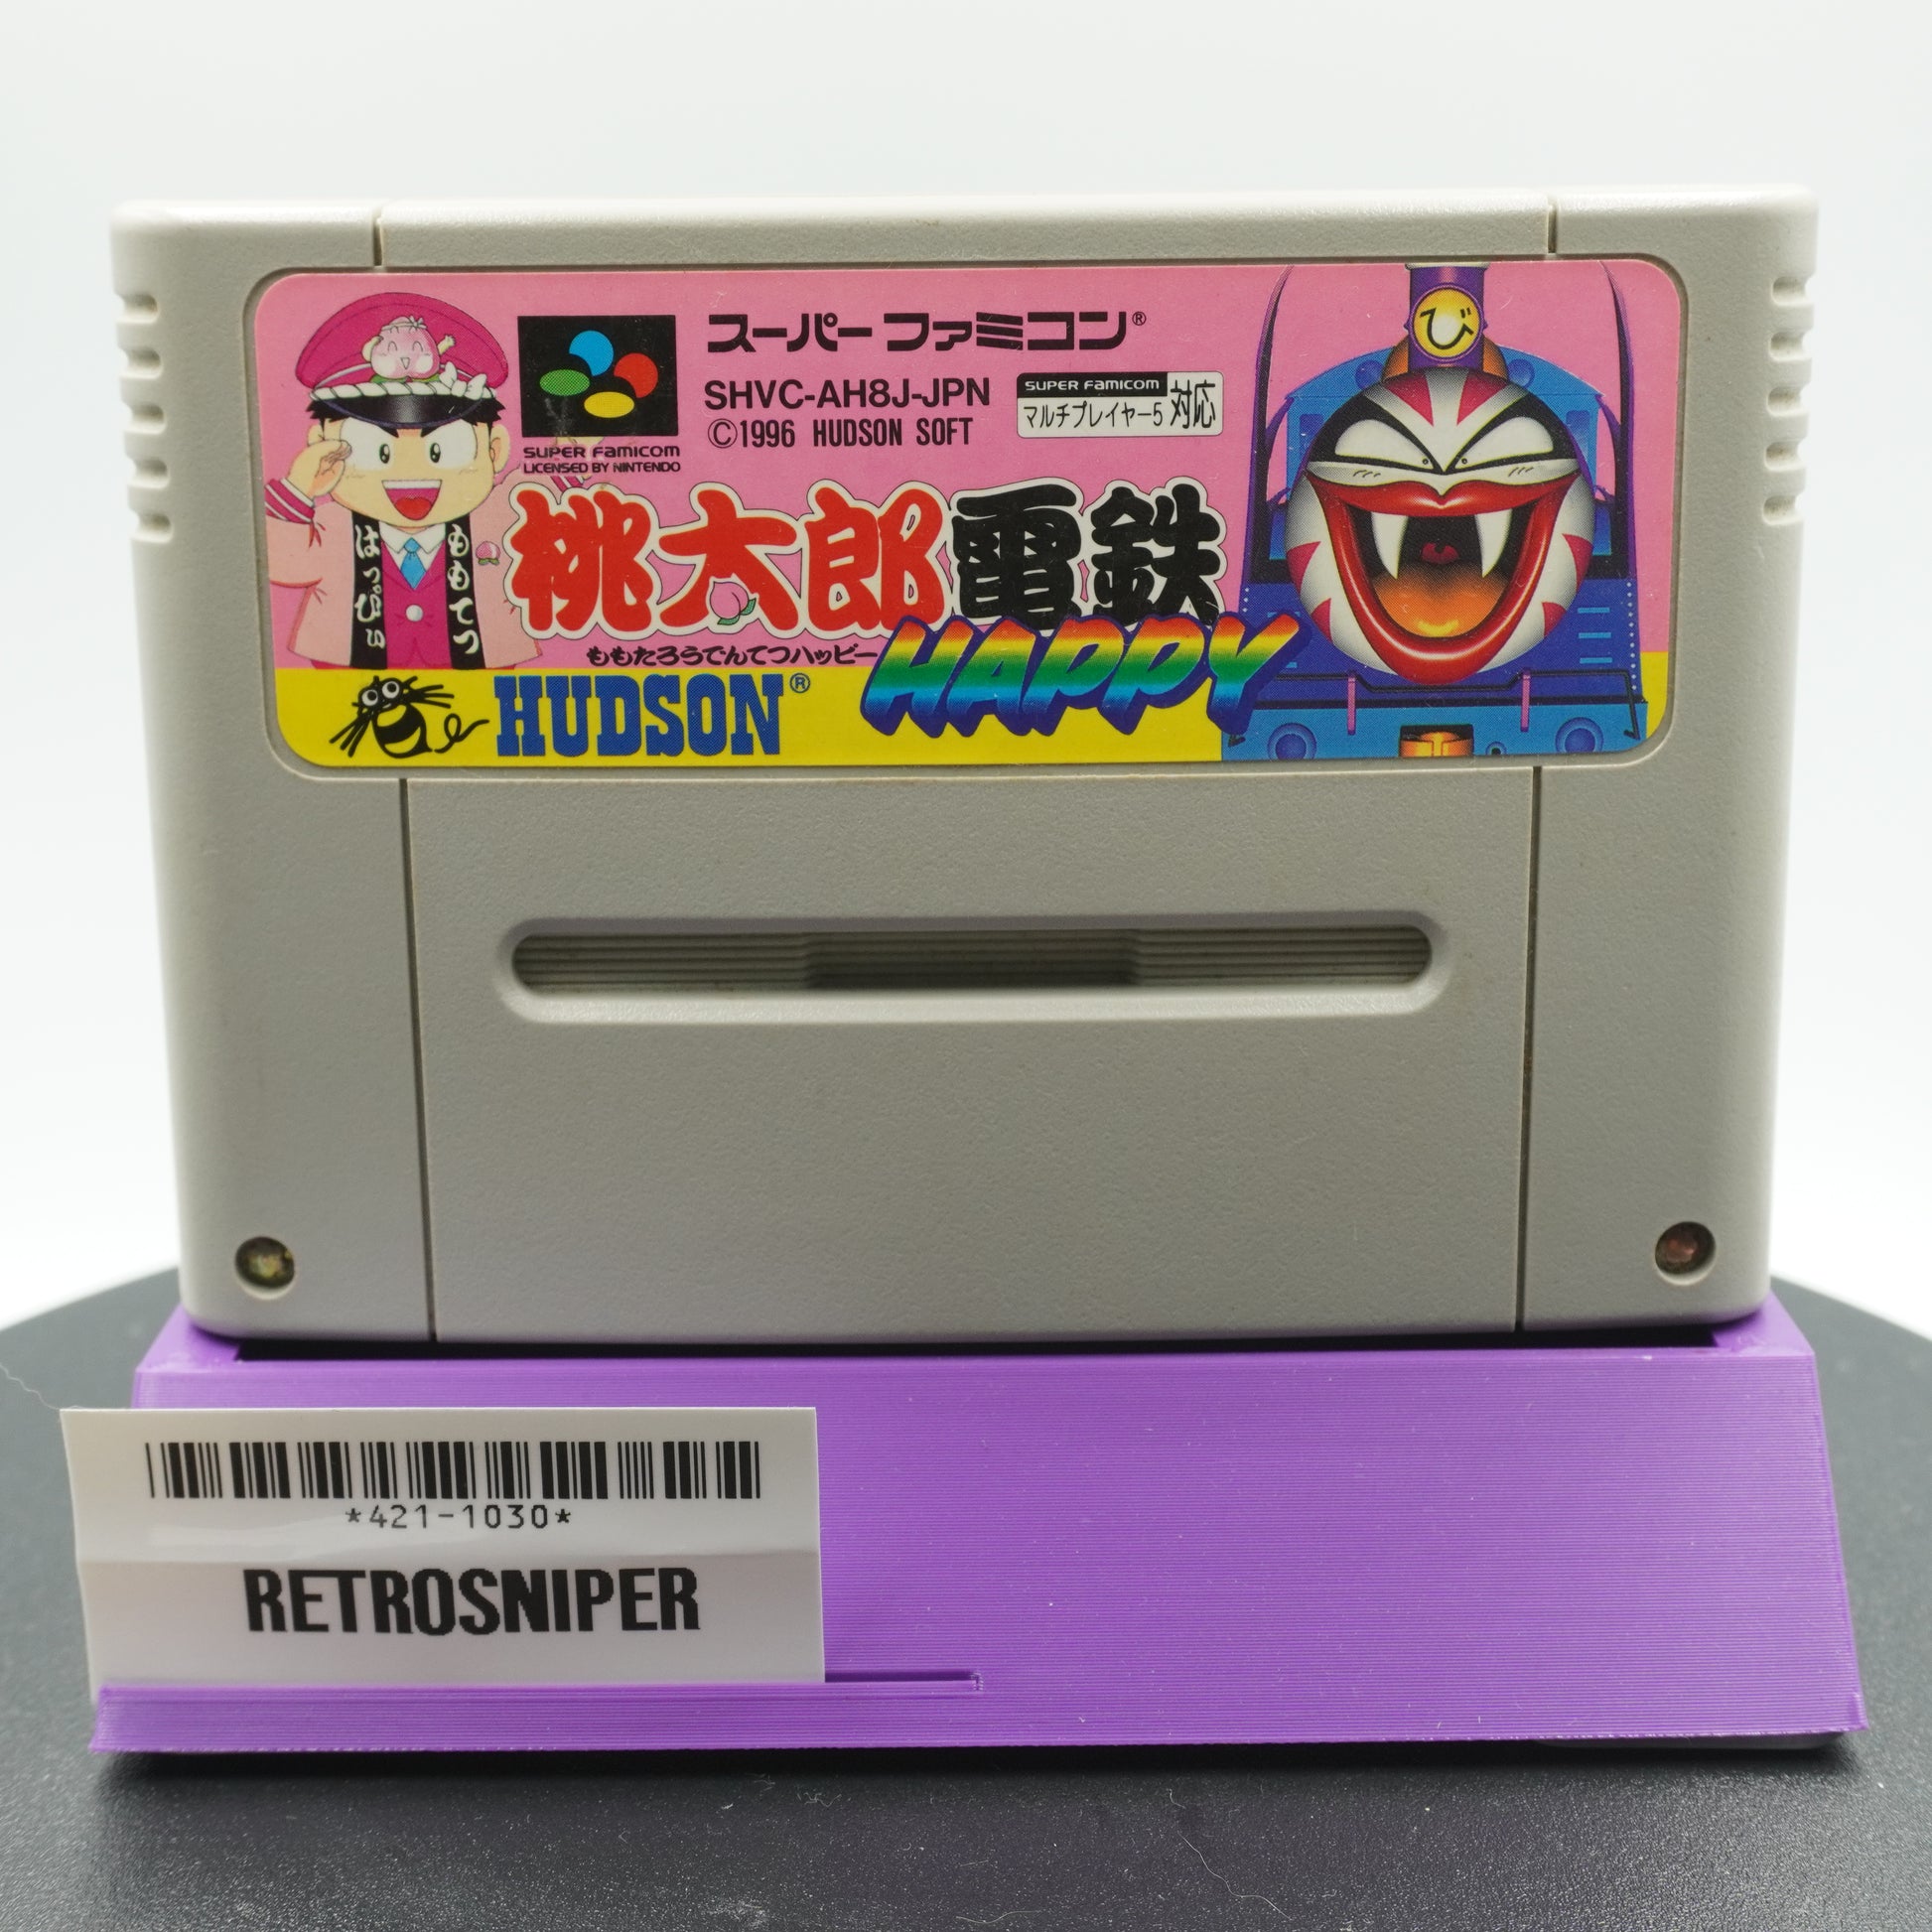 スーパーファミコン®
SHVC-AH8J-JPN
©1996 HUDSON SOFT
SUPER FAMICOM
マルチプレイヤー5 対応
SUPER FAMICOM
LICENSED BY NINTENDO
び
ももてつ
はっぴぃ
桃太郎電鉄
HAPPY
ももたろうでんてつハッピー
HUDSON®
*421-1030*
RETROSNIPER